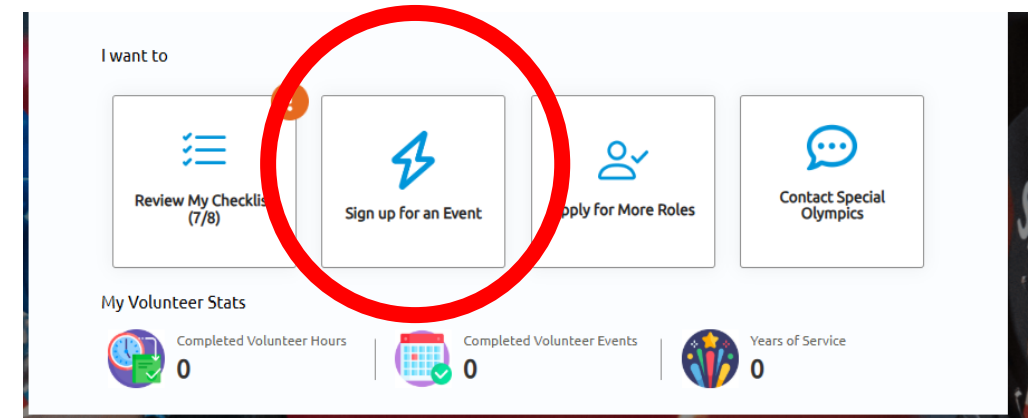 I want to
Review My Checklis
(7/8)
Sign up for an Event
pply for More Roles
Contact Special
Olympics
My Volunteer Stats
Completed Volunteer Hours
0
Completed Volunteer Events
0
Years of Service
0